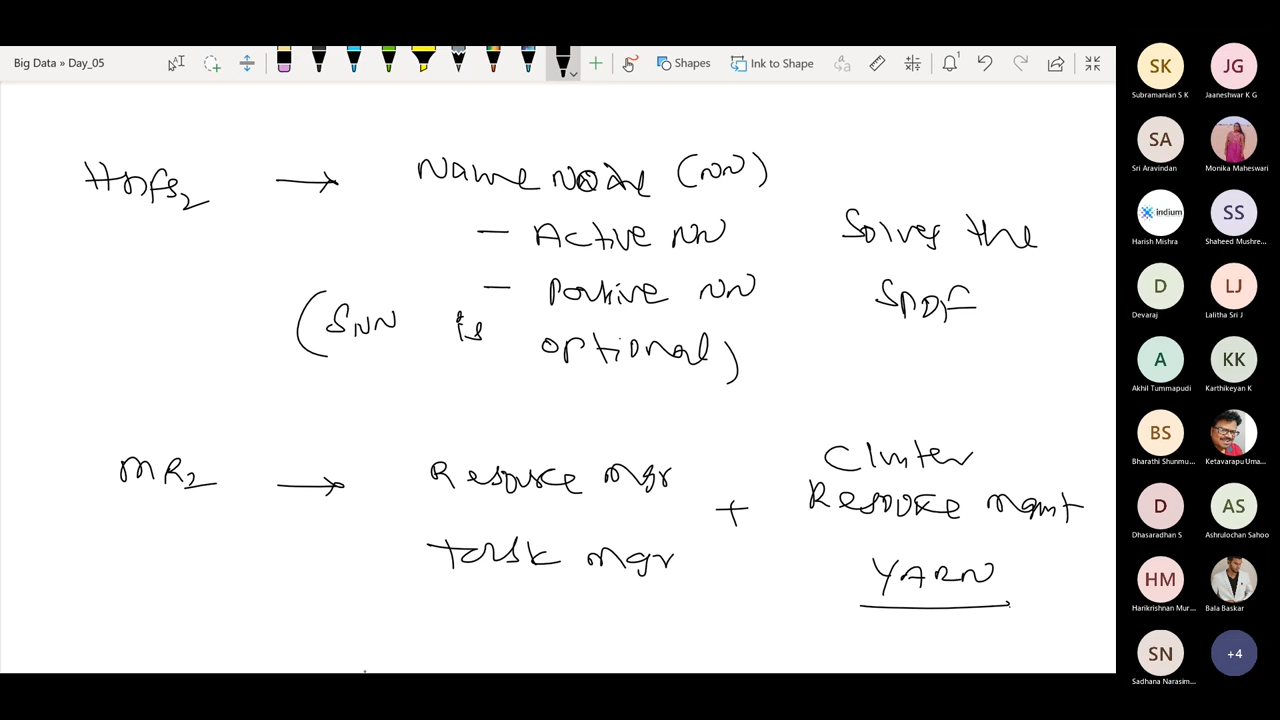 Big Data » Day_05
Shapes
Ink to Shape
HDFS2 → Name Node (NN)
- Active NN
- Passive NN
(SNN is optional)
Solves the
SPOF
MR2 → Resource Mgr
Task Mgr
+
Cluster
Resource Mgmt
YARN
SK
Subramanian S K
JG
Jaaneshwar K G
SA
Sri Aravindan
Monika Maheswari
indium
Harish Mishra
SS
Shaheed Mushre...
D
Devaraj
LJ
Lalitha Sri J
A
Akhil Tummapudi
KK
Karthikeyan K
BS
Bharathi Shunmu...
Ketavarapu Uma...
D
Dhasaradhan S
AS
Ashrulochan Sahoo
HM
Harikrishnan Mur...
Bala Baskar
SN
Sadhana Narasim...
+4